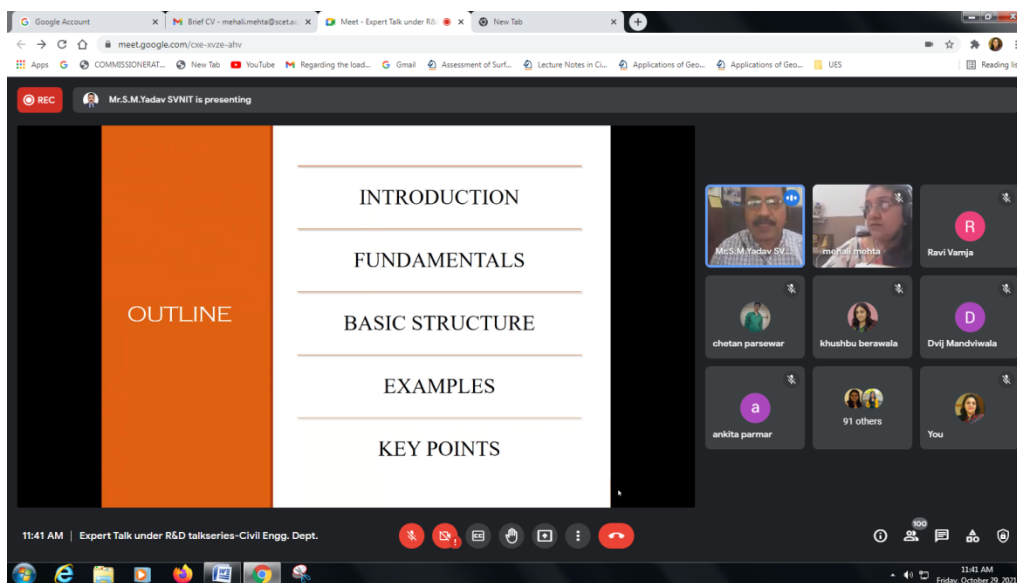 Google Account
Brief CV - mehali.mehta@scet.ac.
Meet - Expert Talk under R&
New Tab
meet.google.com/cxe-xvze-ahv
Apps
COMMISSIONERAT...
New Tab
YouTube
Regarding the load...
Gmail
Assessment of Surf...
Lecture Notes in Ci...
Applications of Geo...
Applications of Geo...
UES
Reading lis
REC
Mr.S.M.Yadav SVNIT is presenting
OUTLINE
INTRODUCTION
FUNDAMENTALS
BASIC STRUCTURE
EXAMPLES
KEY POINTS
Mr.S.M.Yadav SV...
mehali mehta
R
Ravi Vamja
chetan parsewar
khushbu berawala
D
Dvij Mandviwala
a
ankita parmar
91 others
You
11:41 AM | Expert Talk under R&D talkseries-Civil Engg. Dept.
100
11:41 AM
Friday, October 29, 2021